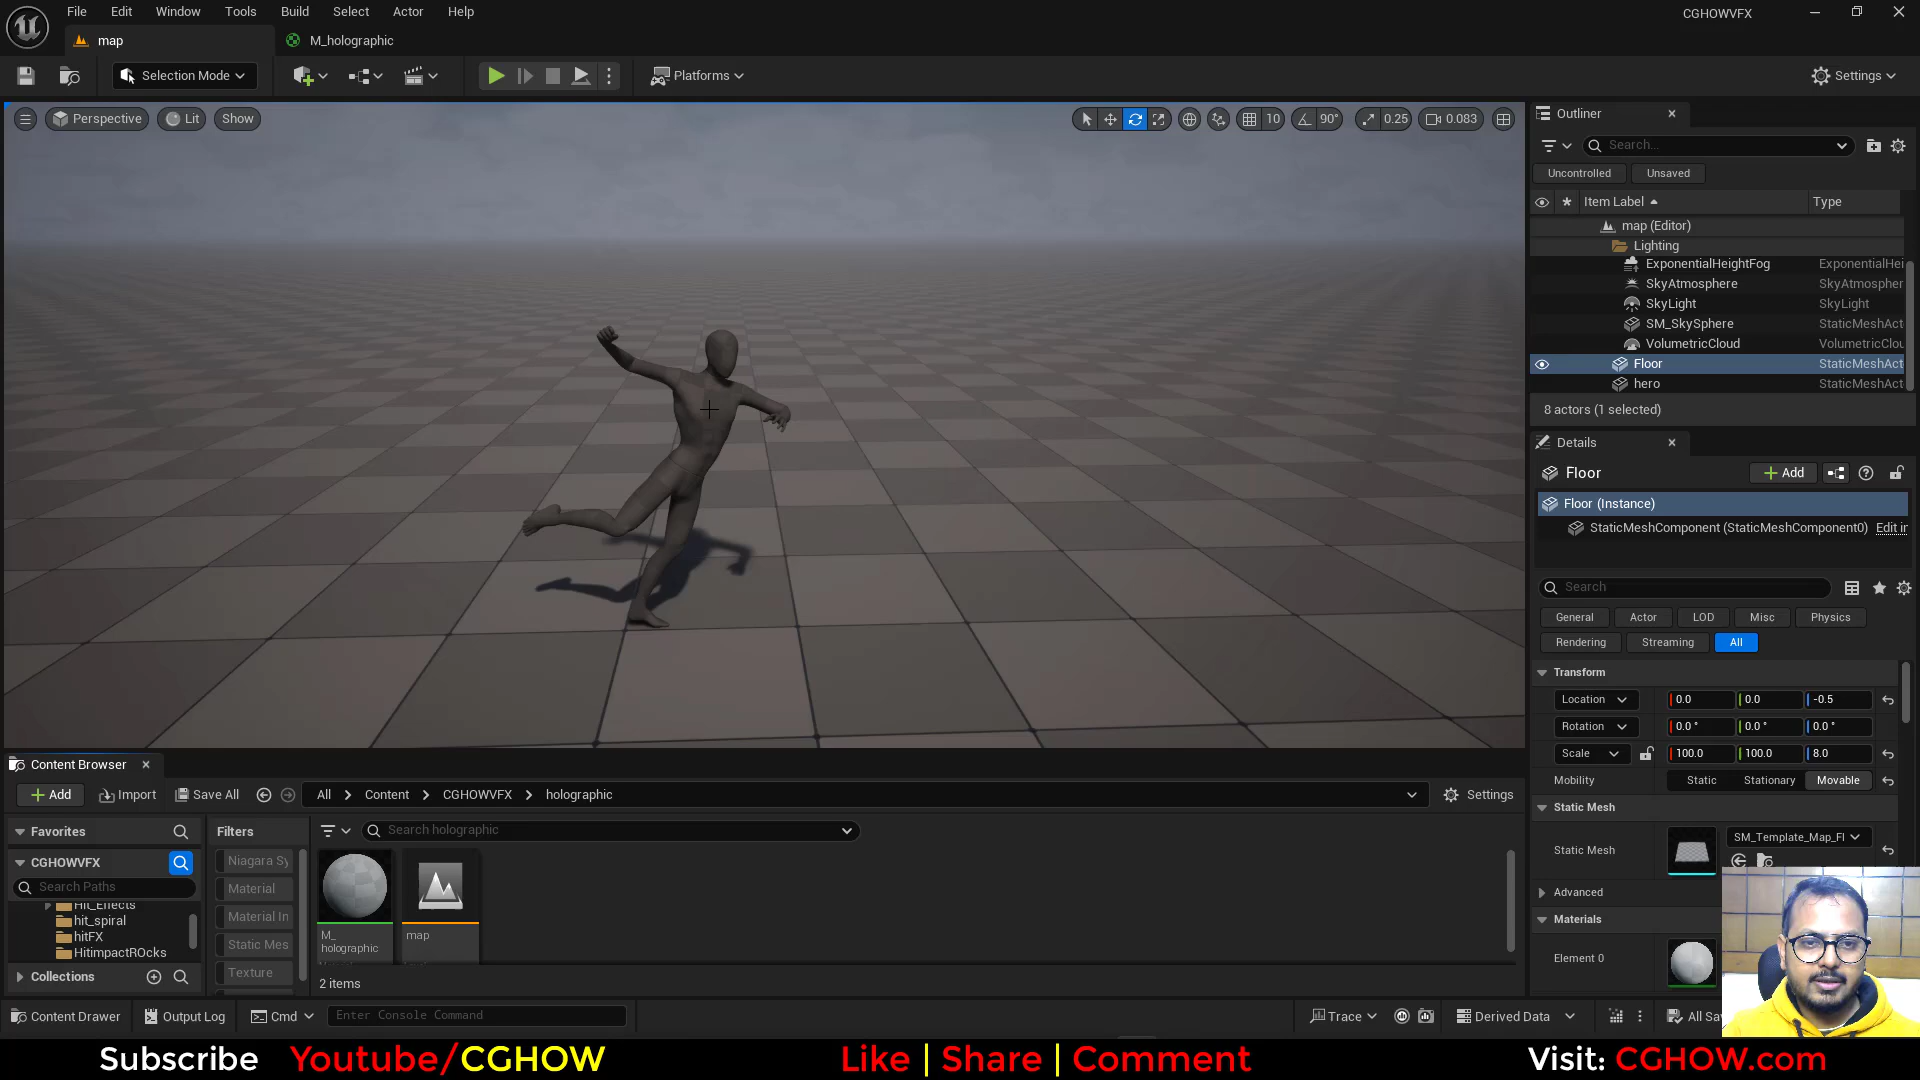 File Edit Window Tools Build Select Actor Help
CGHOWVFX
map
M_holographic
Selection Mode
Platforms
Settings
Perspective
Lit
Show
10
90°
0.25
0.083
Outliner
Search...
Uncontrolled
Unsaved
Item Label
Type
map (Editor)
Lighting
ExponentialHeightFog ExponentialHei
SkyAtmosphere SkyAtmospher
SkyLight SkyLight
SM_SkySphere StaticMeshAct
VolumetricCloud VolumetricClou
Floor StaticMeshAct
hero StaticMeshAct
8 actors (1 selected)
Details
Floor
Add
Floor (Instance)
StaticMeshComponent (StaticMeshComponent0) Edit in
Search
General Actor LOD Misc Physics
Rendering Streaming All
Transform
Location 0.0 0.0 -0.5
Rotation 0.0 ° 0.0 ° 0.0 °
Scale 100.0 100.0 8.0
Mobility Static Stationary Movable
Static Mesh
Static Mesh SM_Template_Map_Fl
Advanced
Materials
Element 0
Content Browser
Add Import Save All
All Content CGHOWVFX holographic
Settings
Favorites
CGHOWVFX
Search Paths
Hit_Effects
hit_spiral
hitFX
HitimpactROcks
Collections
Filters
Niagara Sy
Material
Material In
Static Mes
Texture
Search holographic
M_
holographic
map
2 items
Content Drawer Output Log Cmd Enter Console Command
Trace Derived Data All Sav
Subscribe Youtube/CGHOW Like | Share | Comment Visit: CGHOW.com